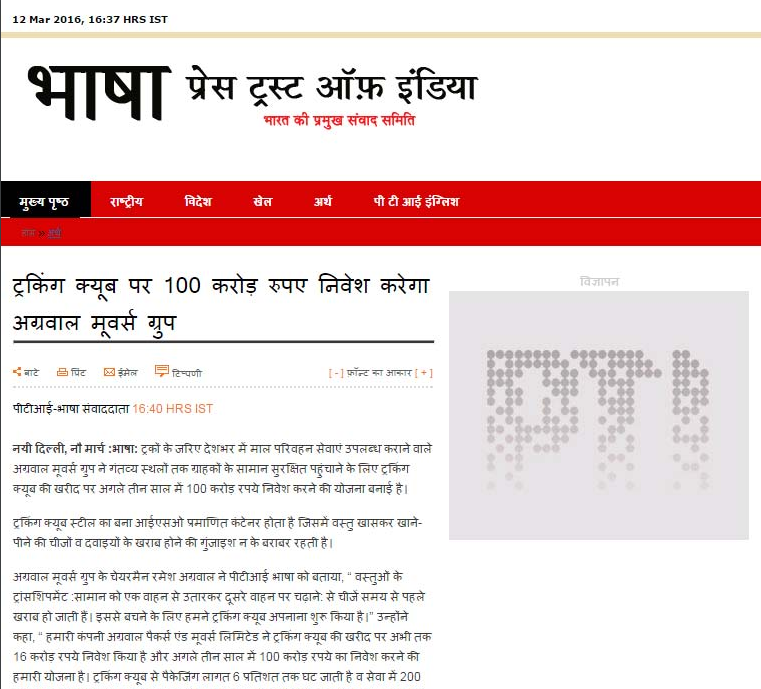 12 Mar 2016, 16:37 HRS IST
भाषा प्रेस ट्रस्ट ऑफ़ इंडिया
भारत की प्रमुख संवाद समिति
मुख्य पृष्ठ राष्ट्रीय विदेश खेल अर्थ पी टी आई इंग्लिश
अर्थ
ट्रकिंग क्यूब पर 100 करोड़ रुपए निवेश करेगा
अग्रवाल मूवर्स ग्रुप
विज्ञापन
बाटे प्रिंट ईमेल टिप्पणी [ - ] फ़ॉन्ट का आकार [ + ]
पीटीआई-भाषा संवाददाता 16:40 HRS IST
PTI
नयी दिल्ली, नौ मार्च :भाषा: ट्रकों के जरिए देशभर में माल परिवहन सेवाएं उपलब्ध कराने वाले
अग्रवाल मूवर्स ग्रुप ने गंतव्य स्थलों तक ग्राहकों के सामान सुरक्षित पहुंचाने के लिए ट्रकिंग
क्यूब की खरीद पर अगले तीन साल में 100 करोड़ रपये निवेश करने की योजना बनाई है।
ट्रकिंग क्यूब स्टील का बना आईएसओ प्रमाणित कंटेनर होता है जिसमें वस्तु खासकर खाने-
पीने की चीजों व दवाइयों के खराब होने की गुंजाइश न के बराबर रहती है।
अग्रवाल मूवर्स ग्रुप के चेयरमैन रमेश अग्रवाल ने पीटीआई भाषा को बताया, “ वस्तुओं के
ट्रांसशिपमेंट :सामान को एक वाहन से उतारकर दूसरे वाहन पर चढ़ाने: से चीजें समय से पहले
खराब हो जाती हैं। इससे बचने के लिए हमने ट्रकिंग क्यूब अपनाना शुरू किया है।” उन्होंने
कहा, “ हमारी कंपनी अग्रवाल पैकर्स एंड मूवर्स लिमिटेड ने ट्रकिंग क्यूब की खरीद पर अभी तक
16 करोड़ रपये निवेश किया है और अगले तीन साल में 100 करोड़ रपये का निवेश करने की
हमारी योजना है। ट्रकिंग क्यूब से पैकेजिंग लागत 6 प्रतिशत तक घट जाती है व सेवा में 200